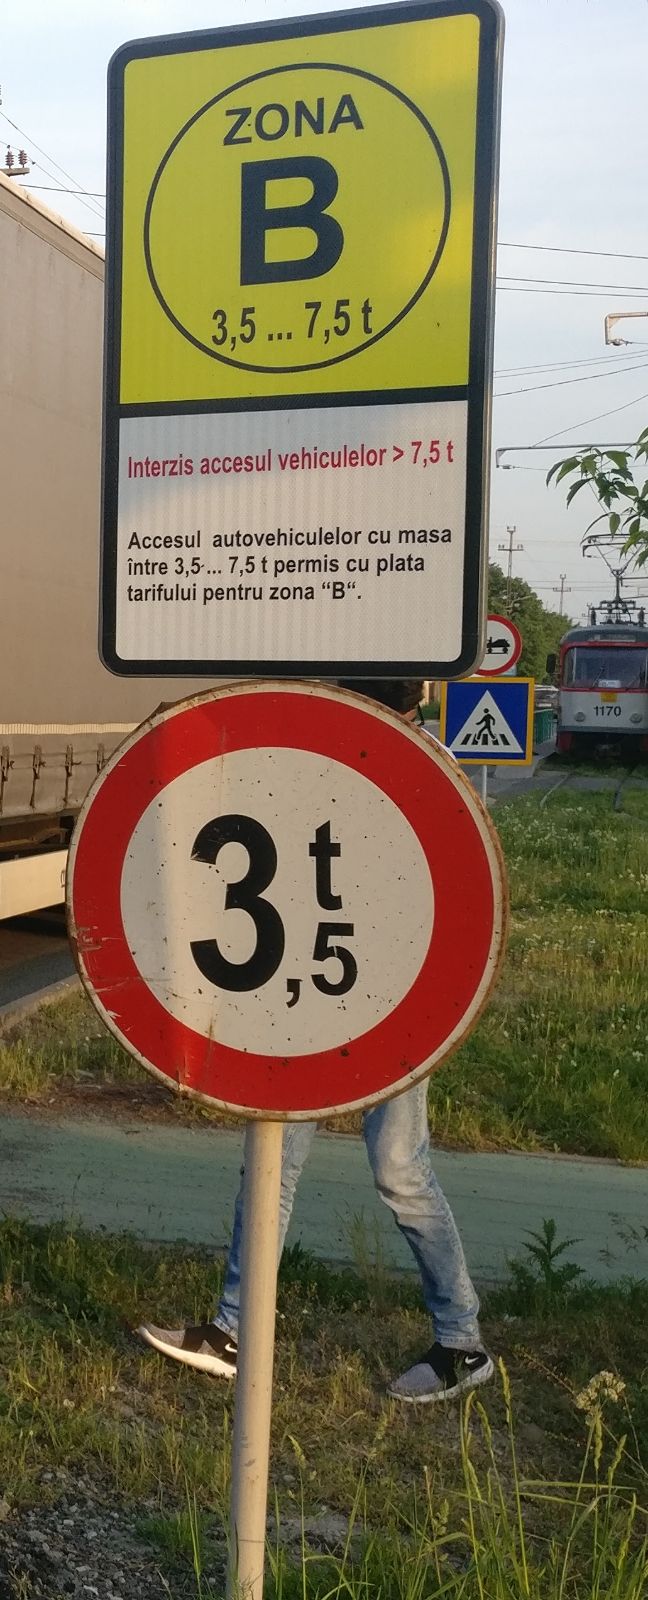 ZONA
B
3,5 ... 7,5 t
Interzis accesul vehiculelor > 7,5 t
Accesul autovehiculelor cu masa
între 3,5 ... 7,5 t permis cu plata
tarifului pentru zona “B“.
1170
3,5 t